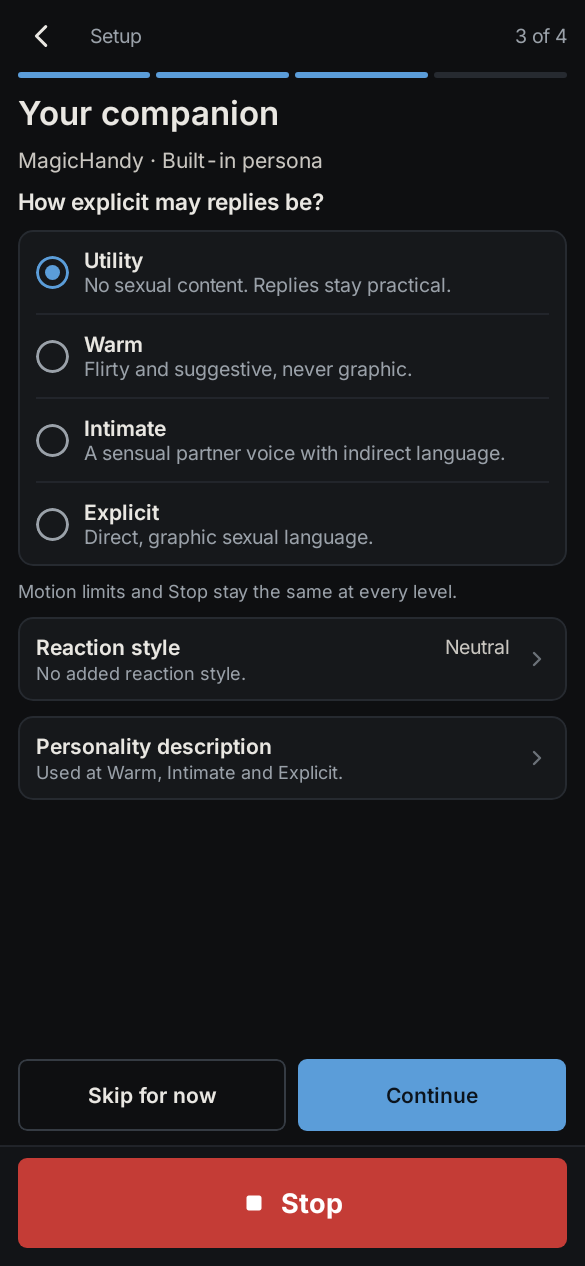 Setup
3 of 4
Your companion
MagicHandy · Built-in persona
How explicit may replies be?
Utility
No sexual content. Replies stay practical.
Warm
Flirty and suggestive, never graphic.
Intimate
A sensual partner voice with indirect language.
Explicit
Direct, graphic sexual language.
Motion limits and Stop stay the same at every level.
Reaction style
Neutral
No added reaction style.
Personality description
Used at Warm, Intimate and Explicit.
Skip for now
Continue
Stop